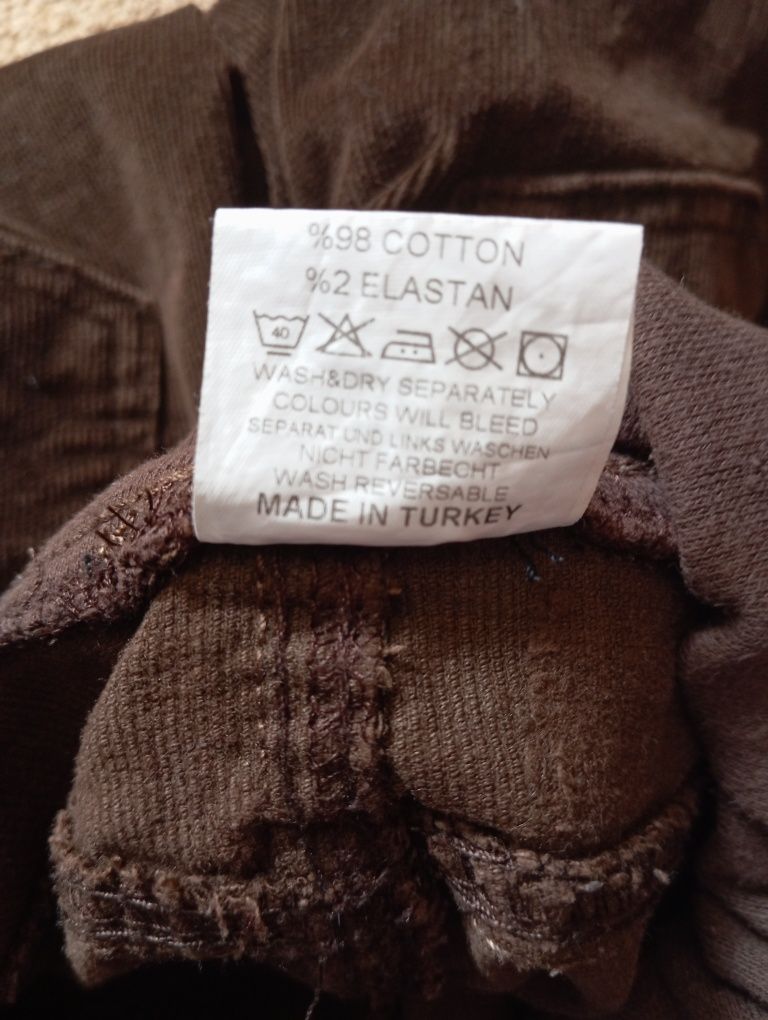 %98 COTTON
%2 ELASTAN
40
WASH&DRY SEPARATELY
COLOURS WILL BLEED
SEPARAT UND LINKS WASCHEN
NICHT FARBECHT
WASH REVERSABLE
MADE IN TURKEY